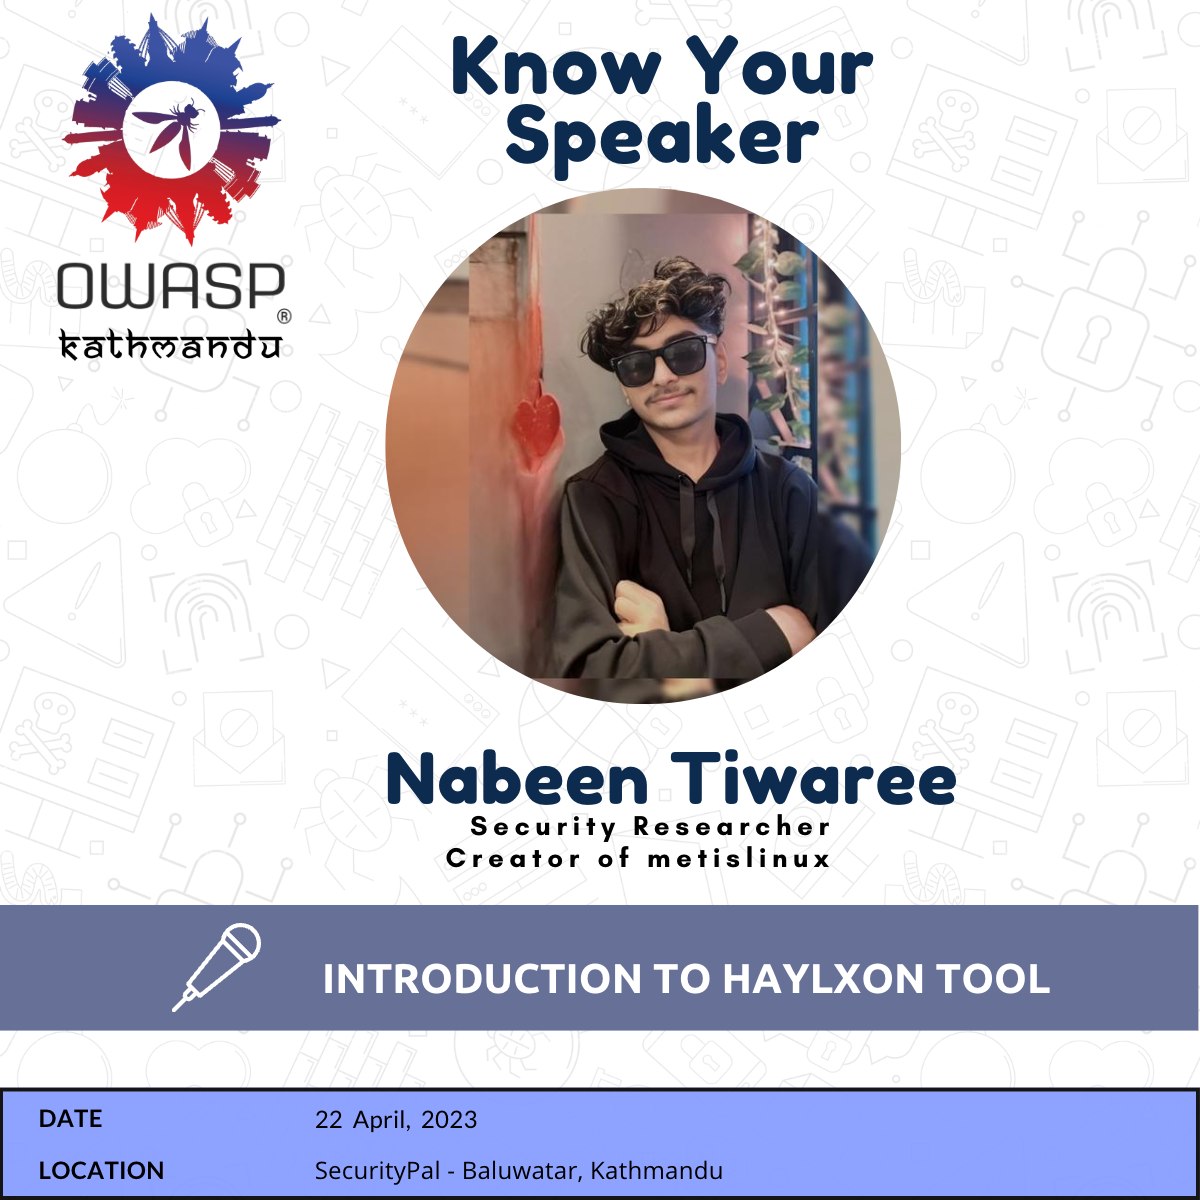 Know Your
Speaker
OWASP
®
kathmandu
Nabeen Tiwaree
Security Researcher
Creator of metislinux
INTRODUCTION TO HAYLXON TOOL
DATE 22 April, 2023
LOCATION SecurityPal - Baluwatar, Kathmandu